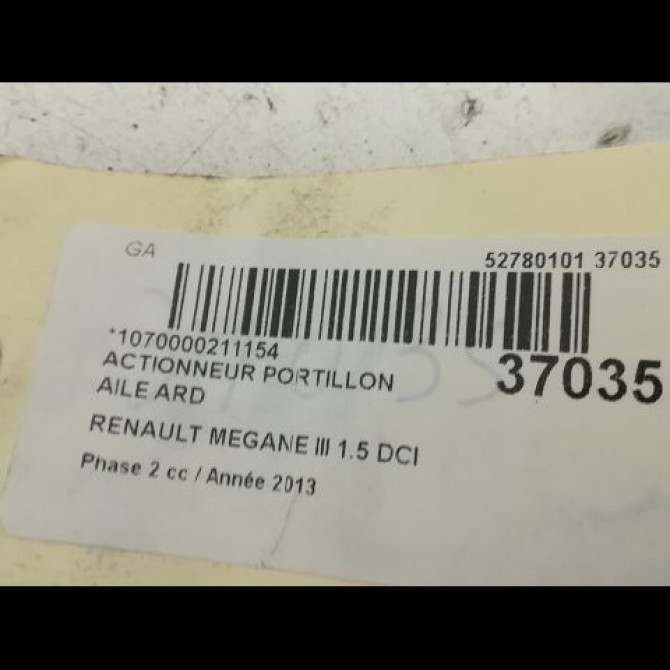 GA
52780101 37035
*1070000211154
37035
ACTIONNEUR PORTILLON
AILE ARD
RENAULT MEGANE III 1.5 DCI
Phase 2 cc / Année 2013